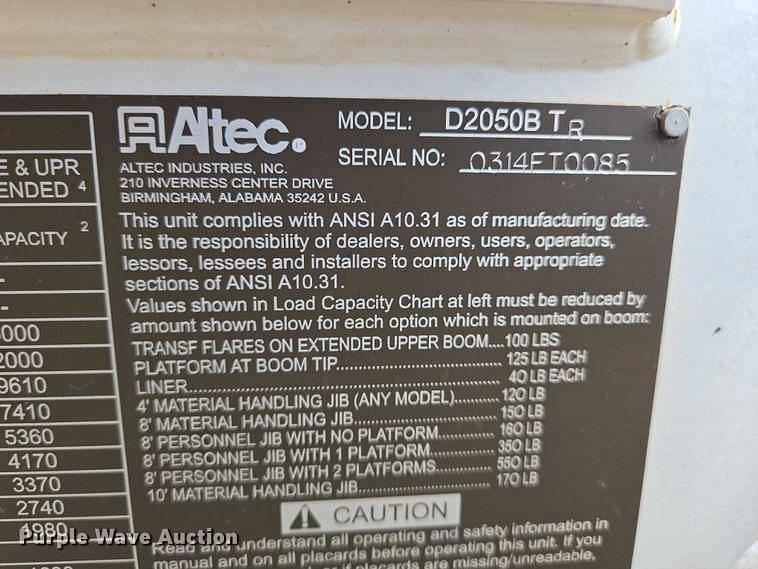 E & UPR
ENDED 4
APACITY 2
-
-
000
2000
9610
7410
5360
4170
3370
2740
4980
Altec
MODEL: D2050B TR
SERIAL NO: 0314FT0085
ALTEC INDUSTRIES, INC.
210 INVERNESS CENTER DRIVE
BIRMINGHAM, ALABAMA 35242 U.S.A.
This unit complies with ANSI A10.31 as of manufacturing date.
It is the responsibility of dealers, owners, users, operators,
lessors, lessees and installers to comply with appropriate
sections of ANSI A10.31.
Values shown in Load Capacity Chart at left must be reduced by
amount shown below for each option which is mounted on boom:
TRANSF FLARES ON EXTENDED UPPER BOOM....100 LBS
PLATFORM AT BOOM TIP....125 LB EACH
LINER....40 LB EACH
4' MATERIAL HANDLING JIB (ANY MODEL)....120 LB
8' MATERIAL HANDLING JIB....150 LB
8' PERSONNEL JIB WITH NO PLATFORM....160 LB
8' PERSONNEL JIB WITH 1 PLATFORM....350 LB
8' PERSONNEL JIB WITH 2 PLATFORMS....550 LB
10' MATERIAL HANDLING JIB....170 LB
CAUTION
Read and understand all operating and safety information in
manual and on all placards before operating this unit. If you
if placards are missing/unreadable,
Purple Wave Auction